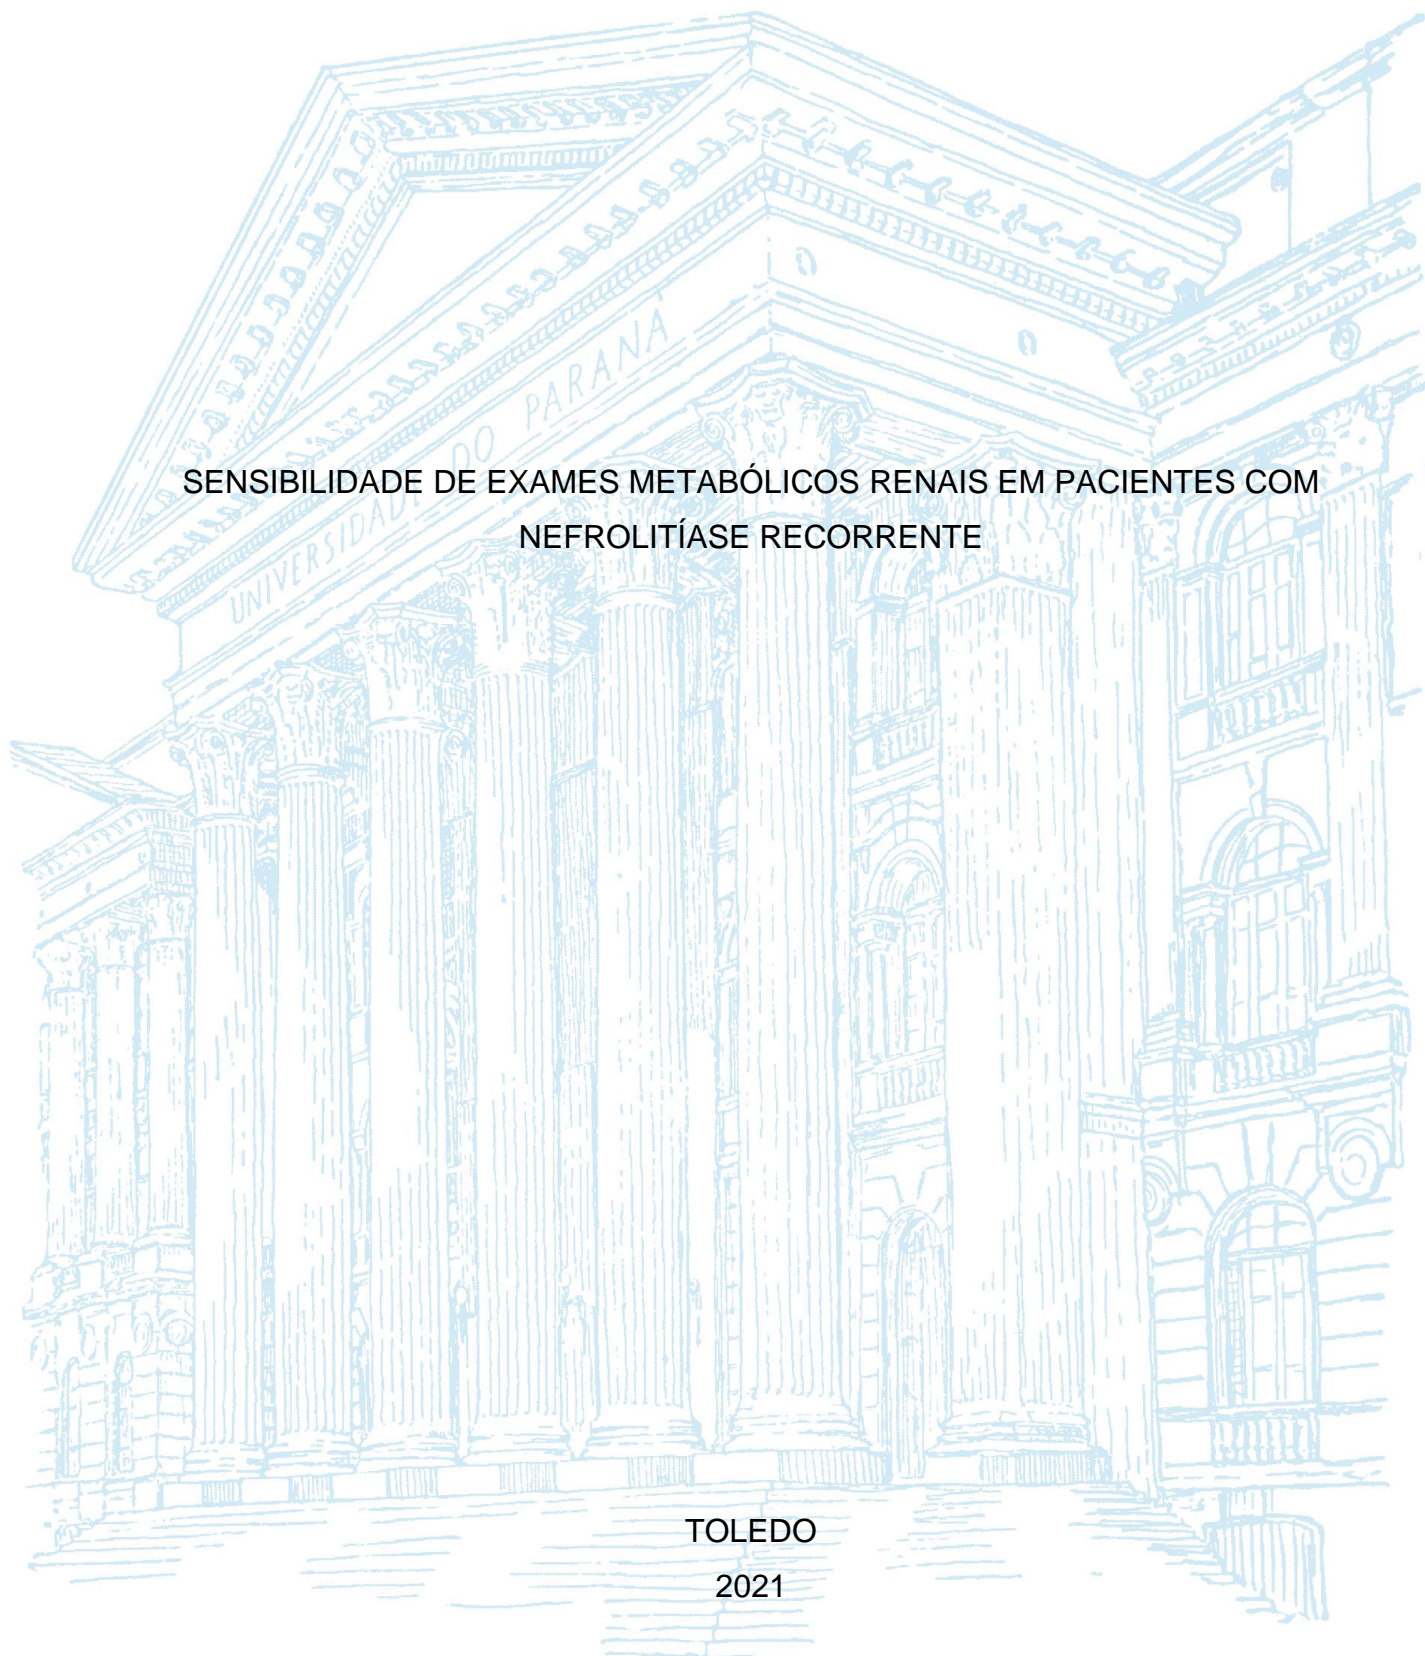 UNIVERSIDADE DO PARANÁ
SENSIBILIDADE DE EXAMES METABÓLICOS RENAIS EM PACIENTES COM
NEFROLITÍASE RECORRENTE
TOLEDO
2021